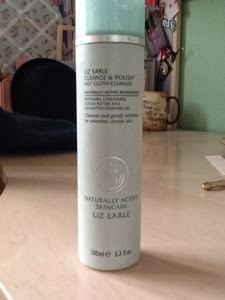 LIZ EARLE
CLEANSE & POLISH™
HOT CLOTH CLEANSER
NATURALLY ACTIVE INGREDIENTS
ROSEMARY, CHAMOMILE,
COCOA BUTTER AND
EUCALYPTUS ESSENTIAL OIL
Cleanses and gently exfoliates
for smoother, clearer skin
NATURALLY ACTIVE
SKINCARE
LIZ EARLE
100ml ℮ 3.3 fl.oz